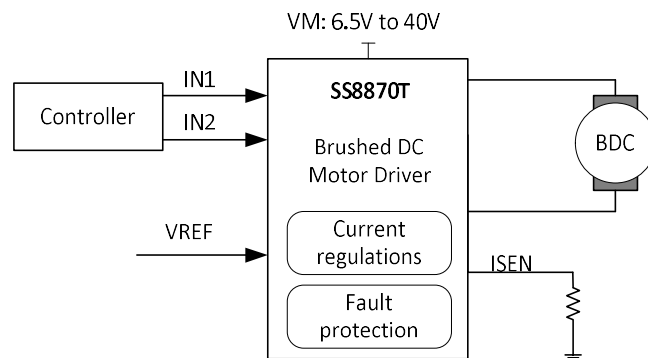 VM: 6.5V to 40V
SS8870T
IN1
Controller
IN2
Brushed DC
Motor Driver
BDC
VREF
Current
regulations
ISEN
Fault
protection